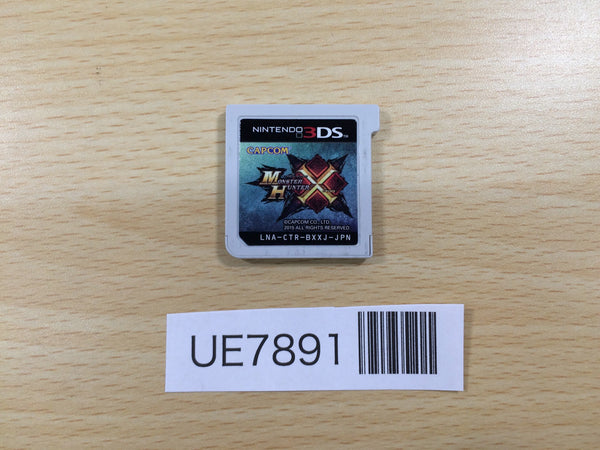 NINTENDO 3DS
CAPCOM
MONSTER
HUNTER X
©CAPCOM CO., LTD.
2015 ALL RIGHTS RESERVED.
LNA-CTR-BXXJ-JPN
UE7891